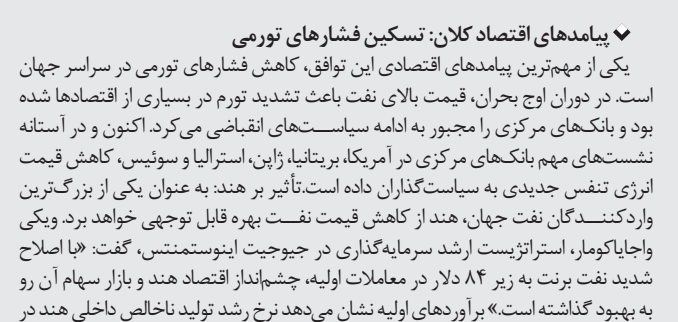 ❖ پیامدهای اقتصاد کلان: تسکین فشارهای تورمی
یکی از مهم‌ترین پیامدهای اقتصادی این توافق، کاهش فشارهای تورمی در سراسر جهان
است. در دوران اوج بحران، قیمت بالای نفت باعث تشدید تورم در بسیاری از اقتصادها شده
بود و بانک‌های مرکزی را مجبور به ادامه سیاست‌های انقباضی می‌کرد. اکنون و در آستانه
نشست‌های مهم بانک‌های مرکزی در آمریکا، بریتانیا، ژاپن، استرالیا و سوئیس، کاهش قیمت
انرژی تنفس جدیدی به سیاست‌گذاران داده است.تأثیر بر هند: به عنوان یکی از بزرگ‌ترین
واردکنندگان نفت جهان، هند از کاهش قیمت نفت بهره قابل توجهی خواهد برد. ویکی
واجایاکومار، استراتژیست ارشد سرمایه‌گذاری در جیوجیت اینوستمنتس، گفت: «با اصلاح
شدید نفت برنت به زیر ۸۴ دلار در معاملات اولیه، چشم‌انداز اقتصاد هند و بازار سهام آن رو
به بهبود گذاشته است.» برآوردهای اولیه نشان می‌دهد نرخ رشد تولید ناخالص داخلی هند در